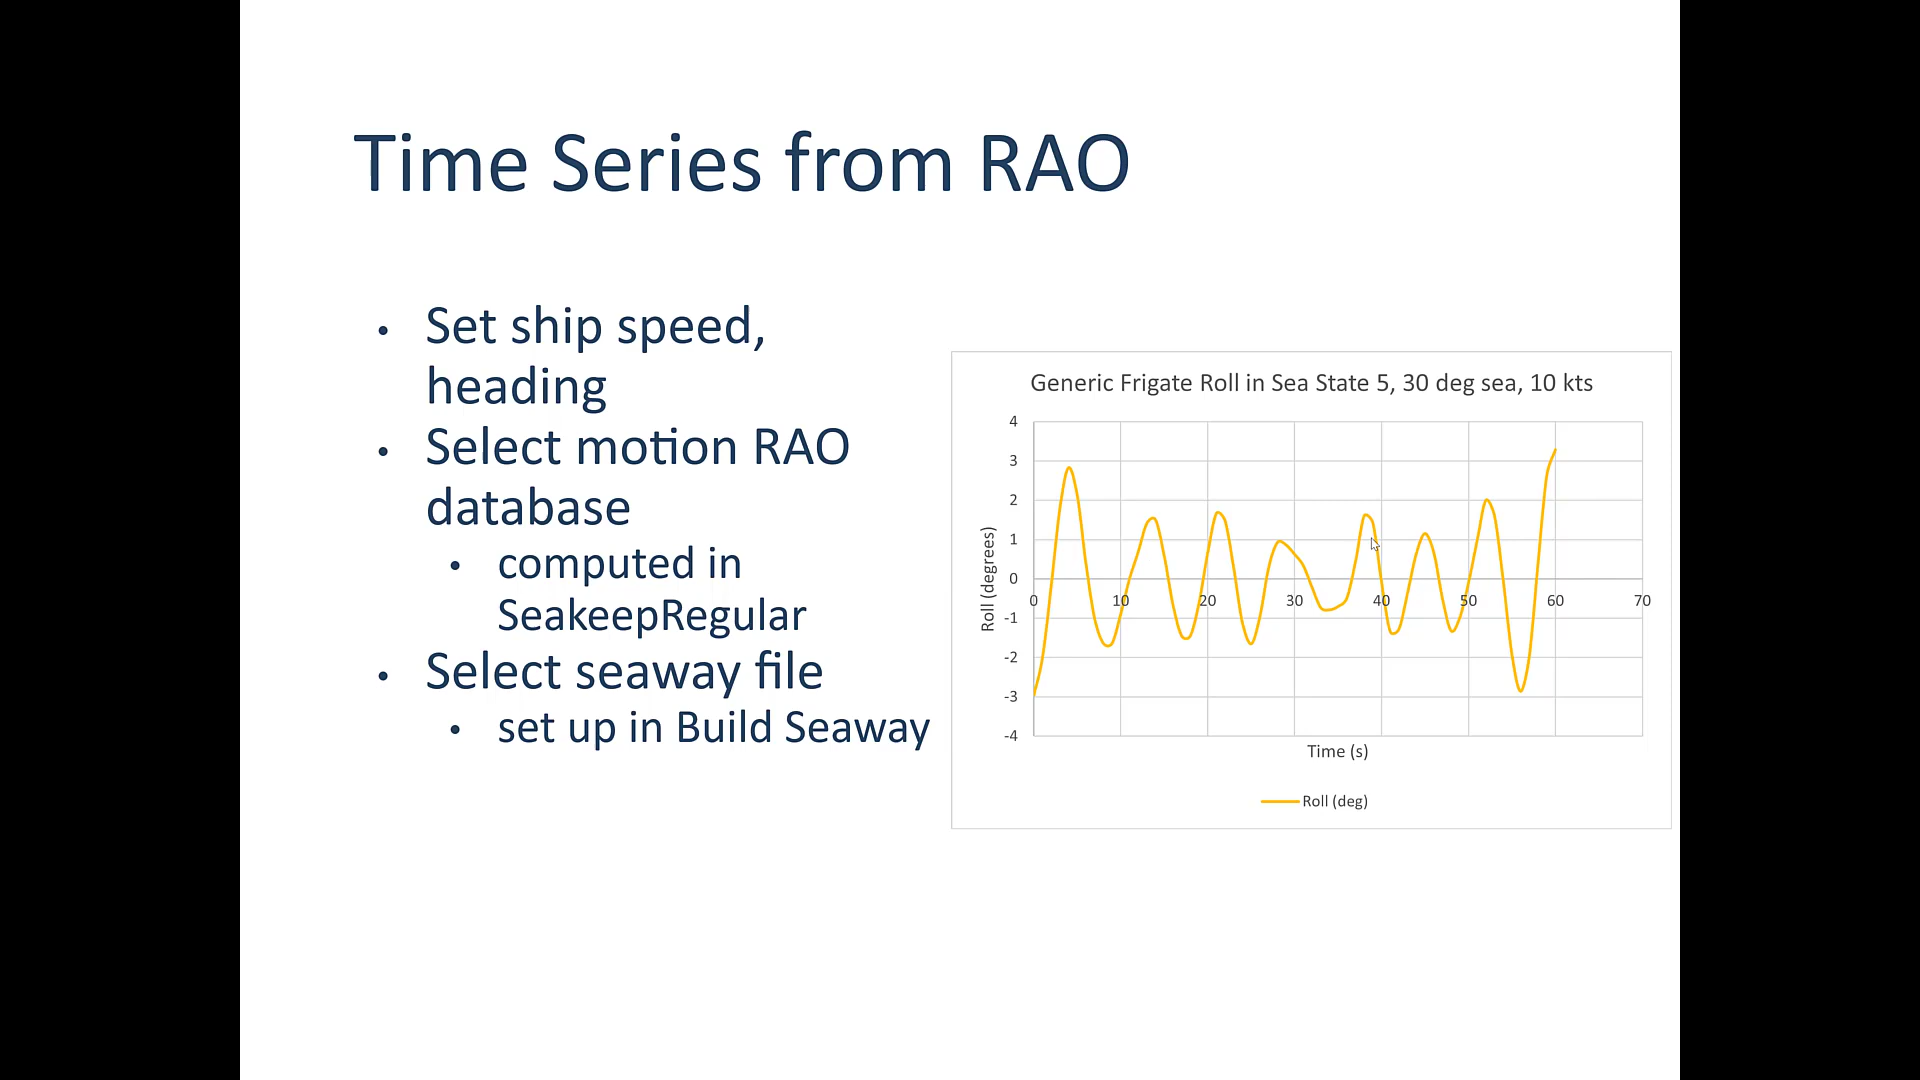 Time Series from RAO
• Set ship speed,
heading
• Select motion RAO
database
• computed in
SeakeepRegular
• Select seaway file
• set up in Build Seaway
Generic Frigate Roll in Sea State 5, 30 deg sea, 10 kts
4
3
2
1
0
-1
-2
-3
-4
Roll (degrees)
0 10 20 30 40 50 60 70
Time (s)
Roll (deg)